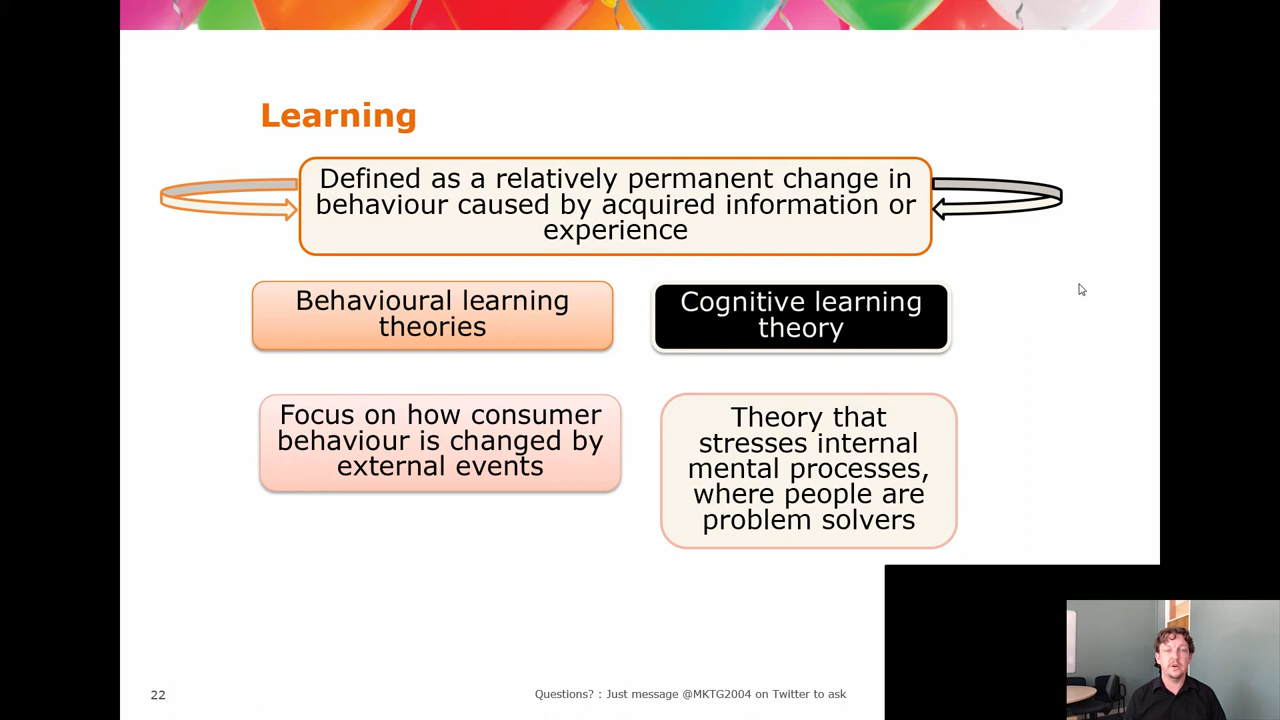 Learning
Defined as a relatively permanent change in
behaviour caused by acquired information or
experience
Behavioural learning
theories
Cognitive learning
theory
Focus on how consumer
behaviour is changed by
external events
Theory that
stresses internal
mental processes,
where people are
problem solvers
22
Questions? : Just message @MKTG2004 on Twitter to ask